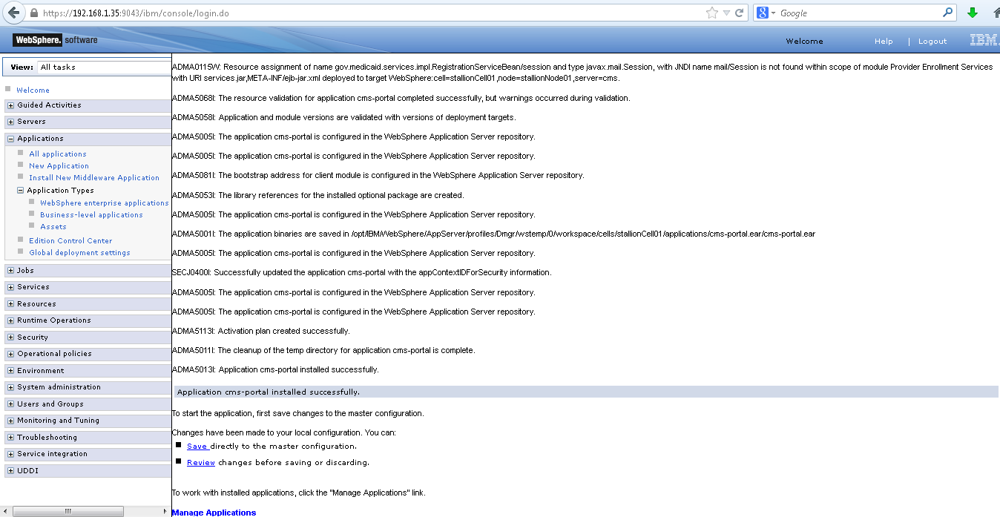 https://192.168.1.35:9043/ibm/console/login.do
Google
WebSphere. software
Welcome
Help | Logout
IBM.
View: All tasks
Welcome
Guided Activities
Servers
Applications
All applications
New Application
Install New Middleware Application
Application Types
WebSphere enterprise applications
Business-level applications
Assets
Edition Control Center
Global deployment settings
Jobs
Services
Resources
Runtime Operations
Security
Operational policies
Environment
System administration
Users and Groups
Monitoring and Tuning
Troubleshooting
Service integration
UDDI
ADMA0115W: Resource assignment of name gov.medicaid.services.impl.RegistrationServiceBean/session and type javax.mail.Session, with JNDI name mail/Session is not found within scope of module Provider Enrollment Services
with URI services.jar,META-INF/ejb-jar.xml deployed to target WebSphere:cell=stallionCell01,node=stallionNode01,server=cms.
ADMA5068I: The resource validation for application cms-portal completed successfully, but warnings occurred during validation.
ADMA5058I: Application and module versions are validated with versions of deployment targets.
ADMA5005I: The application cms-portal is configured in the WebSphere Application Server repository.
ADMA5005I: The application cms-portal is configured in the WebSphere Application Server repository.
ADMA5081I: The bootstrap address for client module is configured in the WebSphere Application Server repository.
ADMA5053I: The library references for the installed optional package are created.
ADMA5005I: The application cms-portal is configured in the WebSphere Application Server repository.
ADMA5001I: The application binaries are saved in /opt/IBM/WebSphere/AppServer/profiles/Dmgr/wstemp/0/workspace/cells/stallionCell01/applications/cms-portal.ear/cms-portal.ear
ADMA5005I: The application cms-portal is configured in the WebSphere Application Server repository.
SECJ0400I: Successfully updated the application cms-portal with the appContextIDForSecurity information.
ADMA5005I: The application cms-portal is configured in the WebSphere Application Server repository.
ADMA5005I: The application cms-portal is configured in the WebSphere Application Server repository.
ADMA5113I: Activation plan created successfully.
ADMA5011I: The cleanup of the temp directory for application cms-portal is complete.
ADMA5013I: Application cms-portal installed successfully.
Application cms-portal installed successfully.
To start the application, first save changes to the master configuration.
Changes have been made to your local configuration. You can:
Save directly to the master configuration.
Review changes before saving or discarding.
To work with installed applications, click the "Manage Applications" link.
Manage Applications